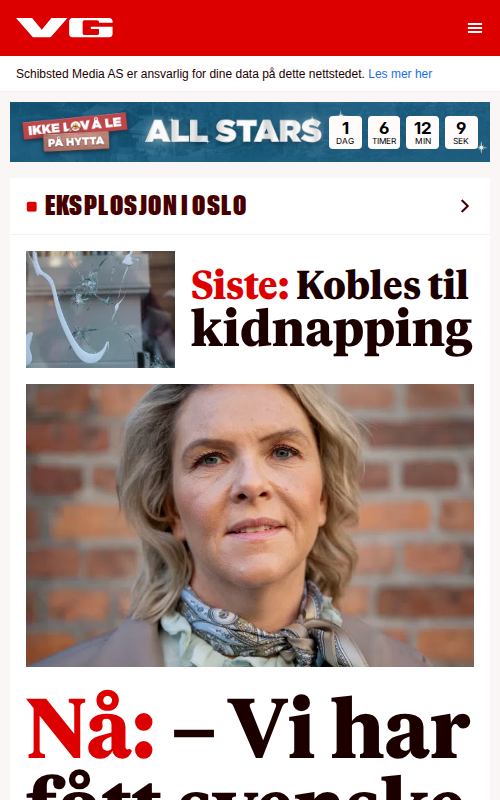 VG
Schibsted Media AS er ansvarlig for dine data på dette nettstedet. Les mer her
IKKE LOV Å LE
PÅ HYTTA
ALL STARS
1 6 12 9
DAG TIMER MIN SEK
EKSPLOSJON I OSLO
Siste: Kobles til
kidnapping
Nå: – Vi har
fått svenske